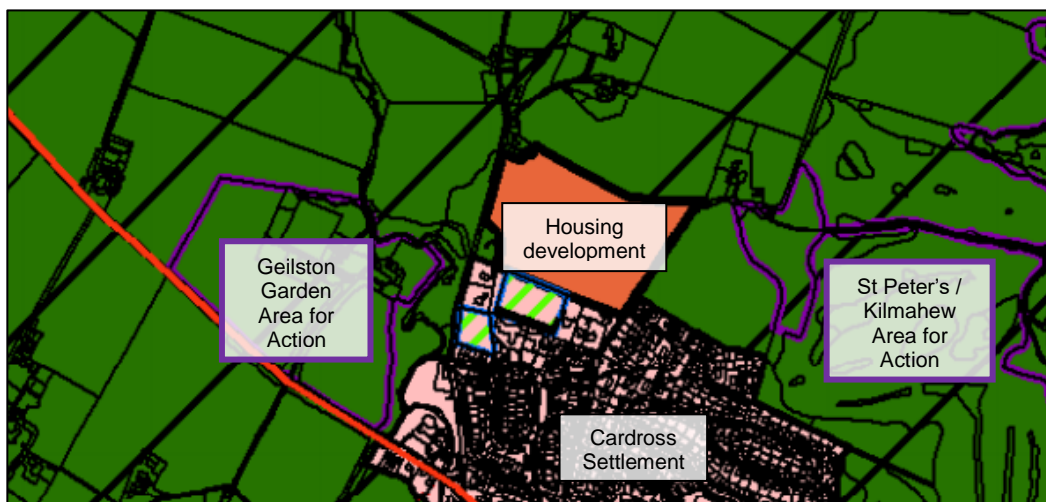 Housing
development
Geilston
Garden
Area for
Action
St Peter's /
Kilmahew
Area for
Action
Cardross
Settlement